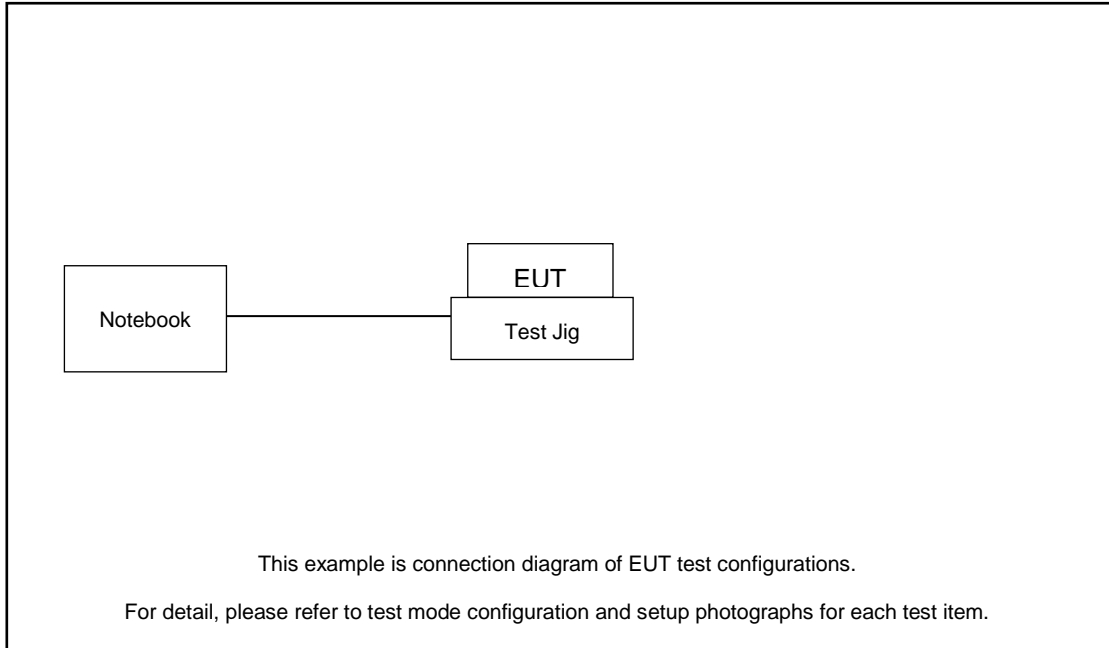 EUT
Notebook
Test Jig
This example is connection diagram of EUT test configurations.
For detail, please refer to test mode configuration and setup photographs for each test item.